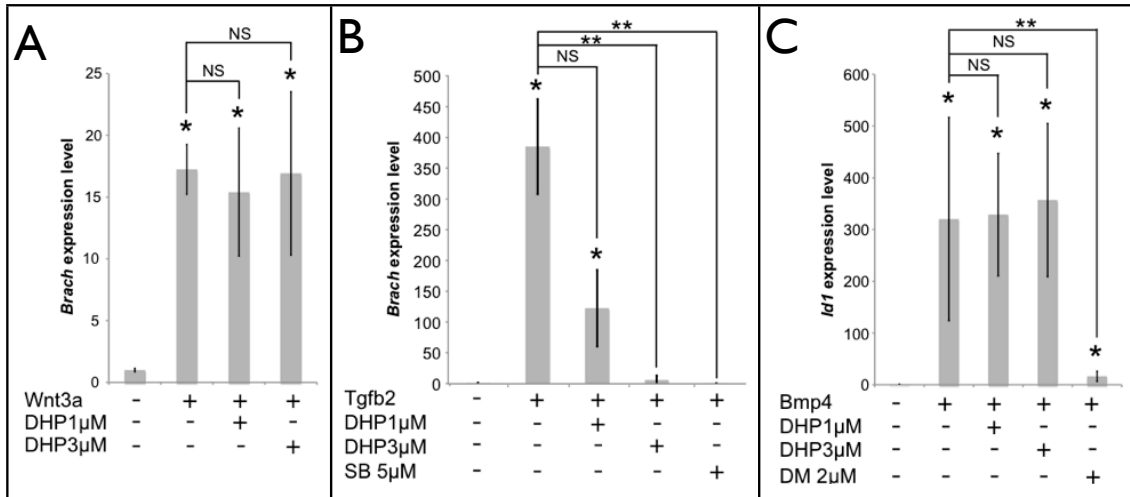 A
NS
NS
* * *
25
20
15
10
5
0
Brach expression level
Wnt3a - + + +
DHP1µM - - + -
DHP3µM - - - +
B
**
**
NS
* *
500
450
400
350
300
250
200
150
100
50
0
Brach expression level
Tgfb2 - + + + +
DHP1µM - - + - -
DHP3µM - - - + -
SB 5µM - - - - +
C
**
NS
NS
* * * *
600
500
400
300
200
100
0
Id1 expression level
Bmp4 - + + + +
DHP1µM - - + - -
DHP3µM - - - + -
DM 2µM - - - - +